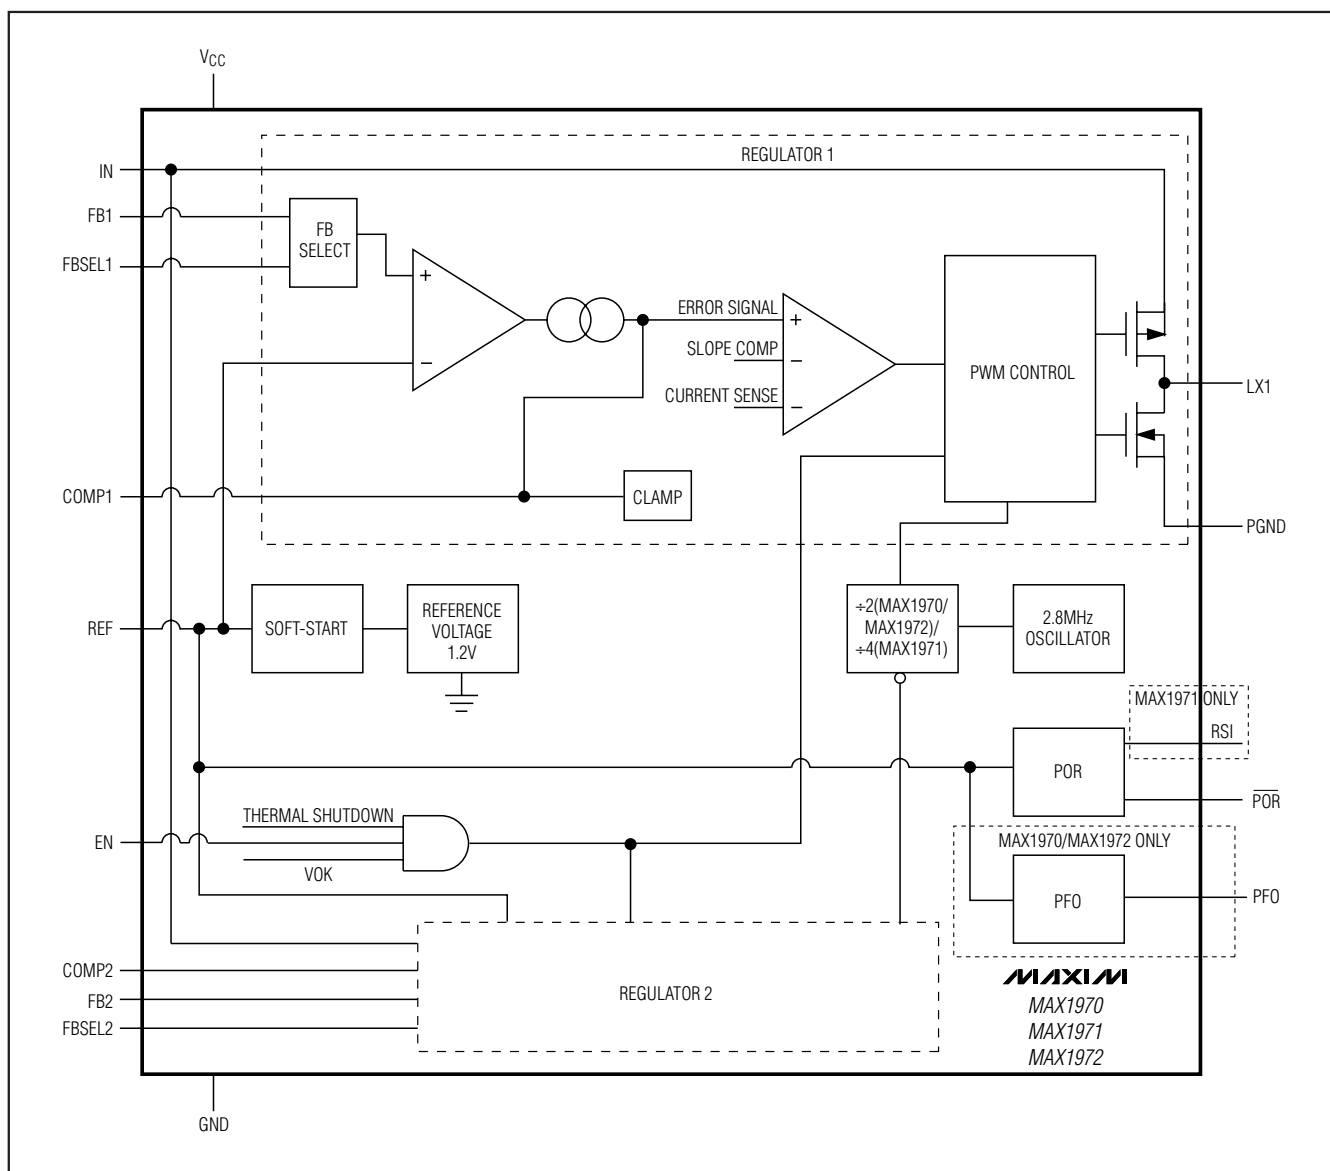 VCC
REGULATOR 1
IN
FB1
FB
SELECT
FBSEL1
+
−
ERROR SIGNAL
+
SLOPE COMP
−
CURRENT SENSE
−
PWM CONTROL
LX1
COMP1
CLAMP
PGND
REF
SOFT-START
REFERENCE
VOLTAGE
1.2V
÷2(MAX1970/
MAX1972)/
÷4(MAX1971)
2.8MHz
OSCILLATOR
MAX1971 ONLY
RSI
POR
P̅O̅R̅
THERMAL SHUTDOWN
EN
VOK
MAX1970/MAX1972 ONLY
PFO
PFO
COMP2
FB2
FBSEL2
REGULATOR 2
MAXIM
MAX1970
MAX1971
MAX1972
GND